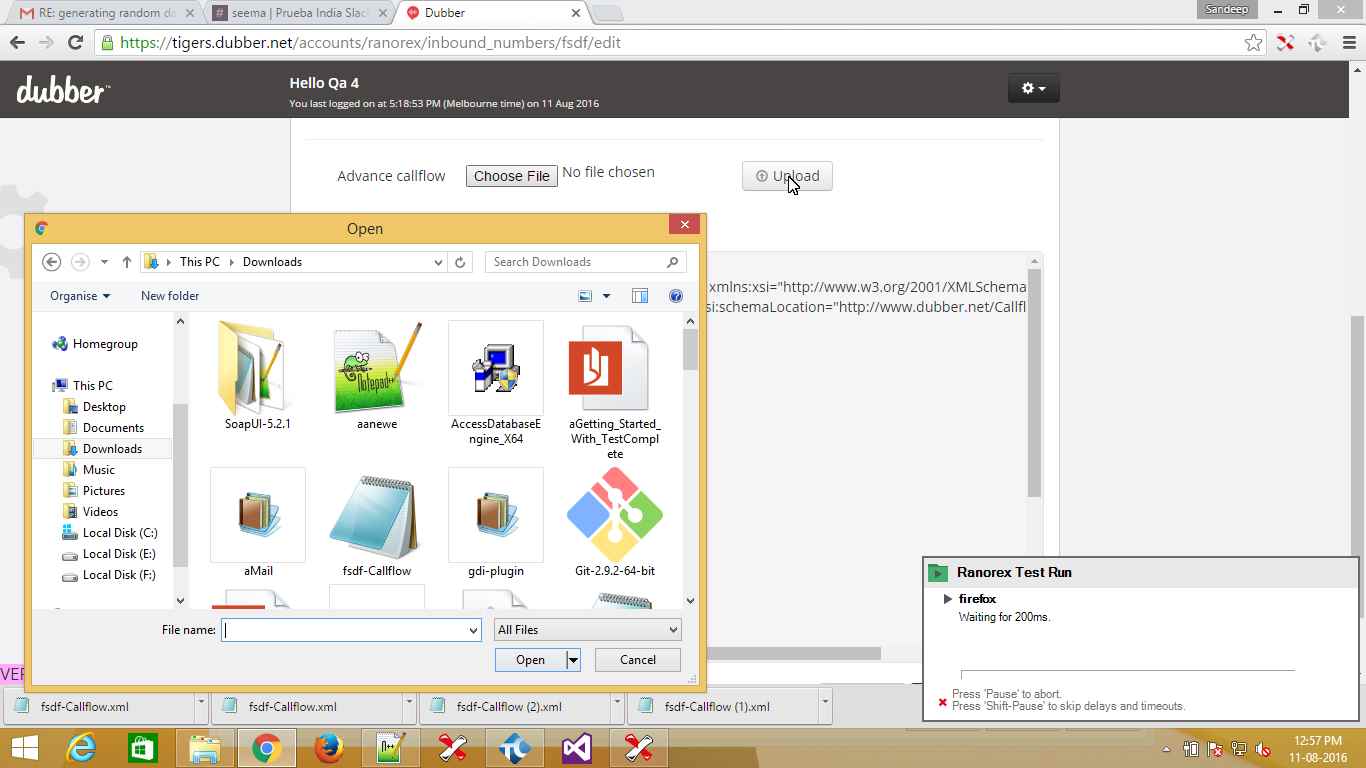 RE: generating random da
seema | Prueba India Slac
Dubber
Sandeep
https://tigers.dubber.net/accounts/ranorex/inbound_numbers/fsdf/edit
dubber
Hello Qa 4
You last logged on at 5:18:53 PM (Melbourne time) on 11 Aug 2016
Advance callflow
Choose File
No file chosen
Upload
xmlns:xsi="http://www.w3.org/2001/XMLSchema
si:schemaLocation="http://www.dubber.net/Callfl
Open
This PC
Downloads
Search Downloads
Organise
New folder
Homegroup
This PC
Desktop
Documents
Downloads
Music
Pictures
Videos
Local Disk (C:)
Local Disk (E:)
Local Disk (F:)
SoapUI-5.2.1
aanewe
AccessDatabaseE
ngine_X64
aGetting_Started_
With_TestCompl
ete
Notepad++
aMail
fsdf-Callflow
gdi-plugin
Git-2.9.2-64-bit
File name:
All Files
Open
Cancel
Ranorex Test Run
firefox
Waiting for 200ms.
Press 'Pause' to abort.
Press 'Shift-Pause' to skip delays and timeouts.
VER
fsdf-Callflow.xml
fsdf-Callflow.xml
fsdf-Callflow (2).xml
fsdf-Callflow (1).xml
12:57 PM
11-08-2016